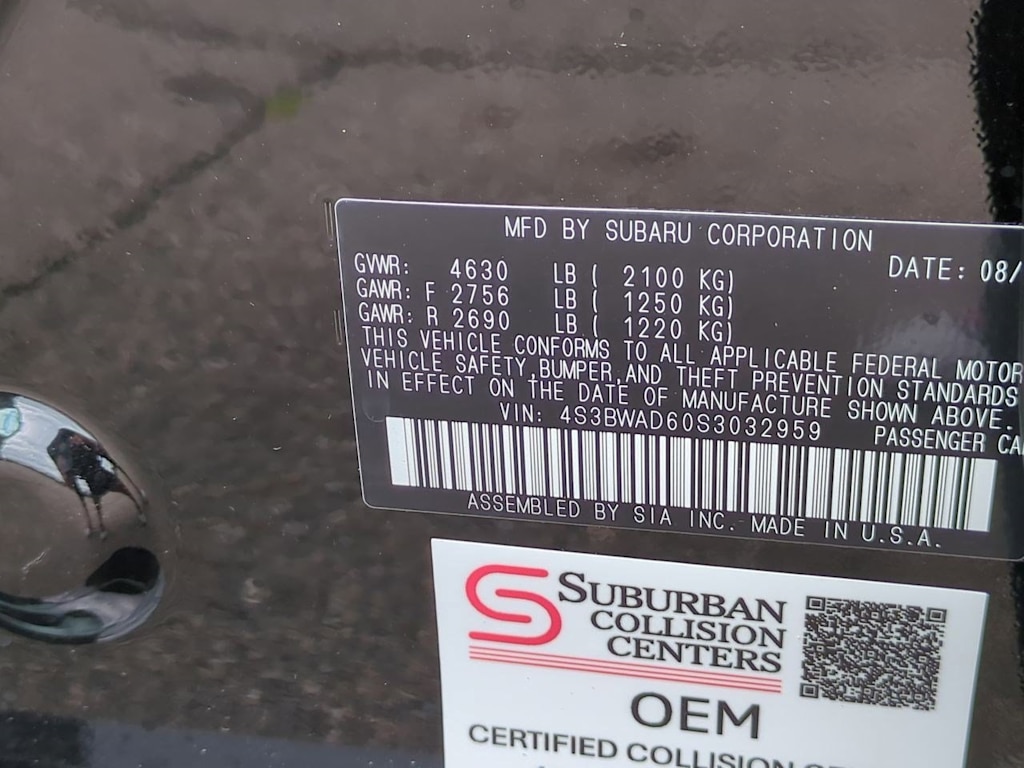 MFD BY SUBARU CORPORATION
GVWR: 4630 LB ( 2100 KG) DATE: 08/
GAWR: F 2756 LB ( 1250 KG)
GAWR: R 2690 LB ( 1220 KG)
THIS VEHICLE CONFORMS TO ALL APPLICABLE FEDERAL MOTOR
VEHICLE SAFETY, BUMPER, AND THEFT PREVENTION STANDARDS
IN EFFECT ON THE DATE OF MANUFACTURE SHOWN ABOVE.
VIN: 4S3BWAD60S3032959 PASSENGER CA
ASSEMBLED BY SIA INC. MADE IN U.S.A.
SUBURBAN
COLLISION
CENTERS
OEM
CERTIFIED COLLISION